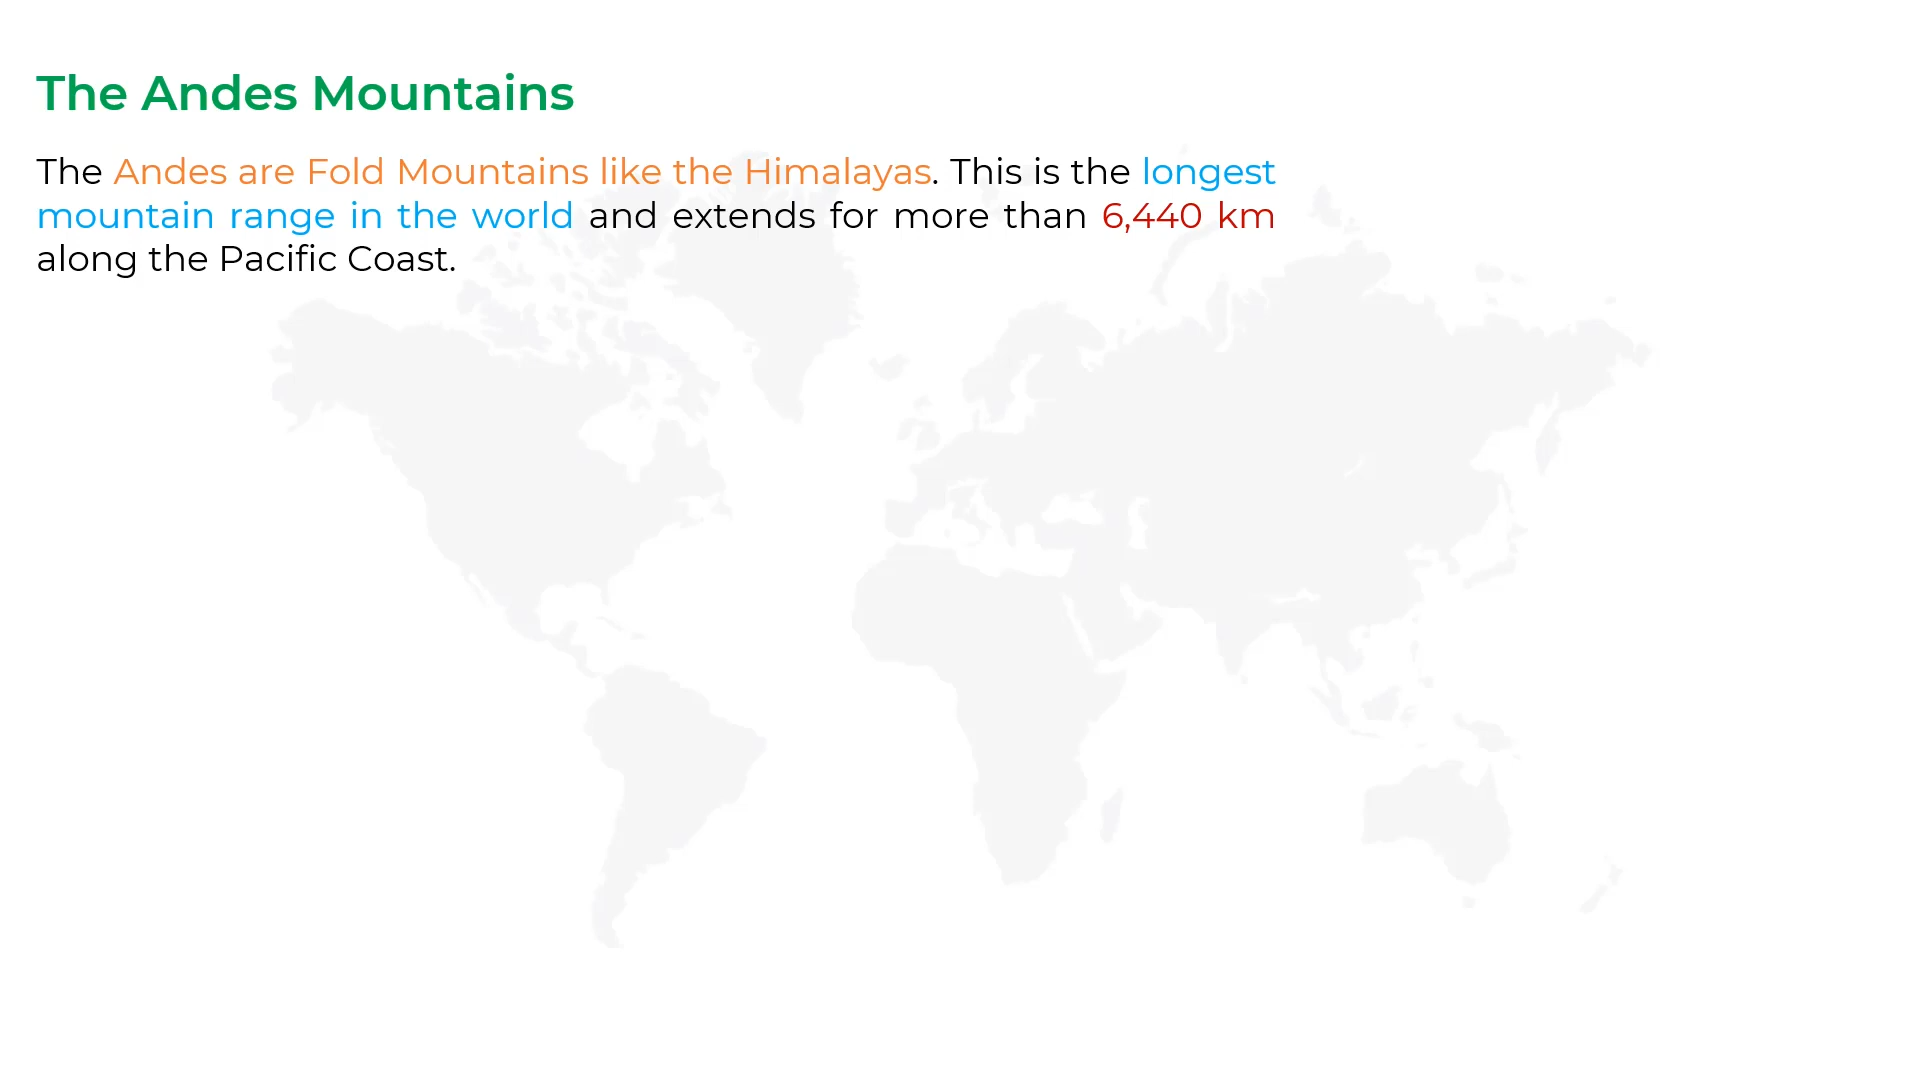 The Andes Mountains
The Andes are Fold Mountains like the Himalayas. This is the longest
mountain range in the world and extends for more than 6,440 km
along the Pacific Coast.